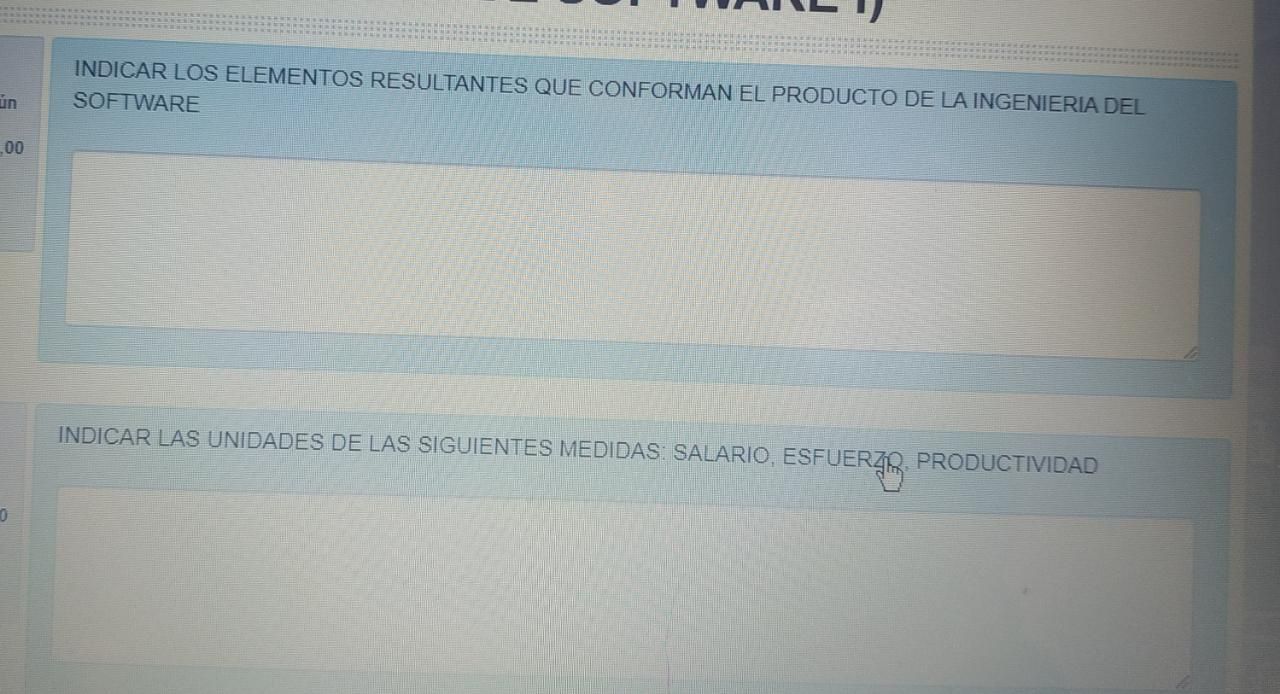 SOFTWARE I)
INDICAR LOS ELEMENTOS RESULTANTES QUE CONFORMAN EL PRODUCTO DE LA INGENIERIA DEL
SOFTWARE
ún
,00
INDICAR LAS UNIDADES DE LAS SIGUIENTES MEDIDAS: SALARIO, ESFUERZO, PRODUCTIVIDAD
0